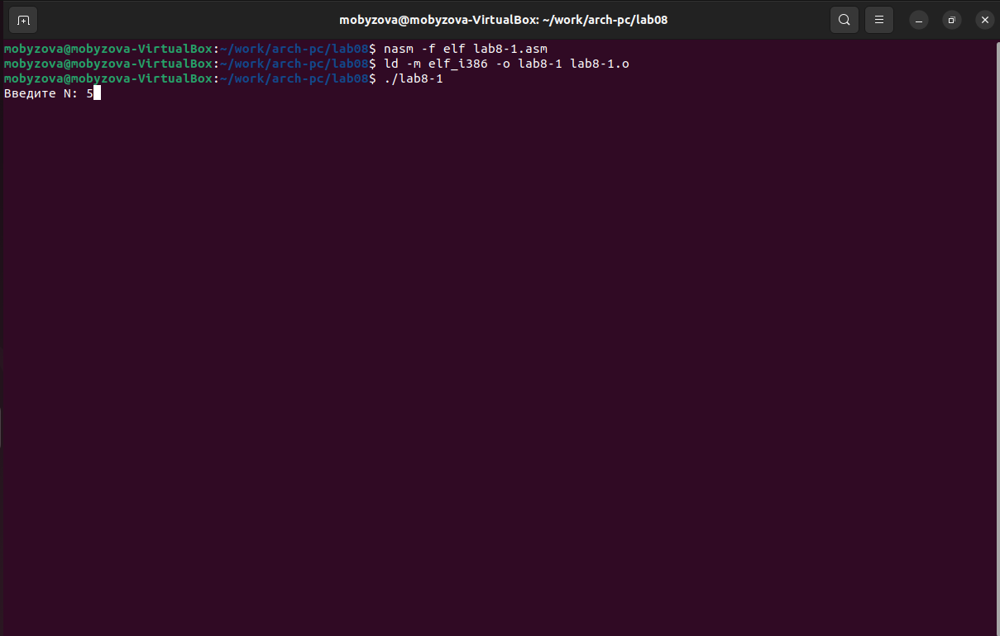 mobyzova@mobyzova-VirtualBox: ~/work/arch-pc/lab08
mobyzova@mobyzova-VirtualBox:~/work/arch-pc/lab08$ nasm -f elf lab8-1.asm
mobyzova@mobyzova-VirtualBox:~/work/arch-pc/lab08$ ld -m elf_i386 -o lab8-1 lab8-1.o
mobyzova@mobyzova-VirtualBox:~/work/arch-pc/lab08$ ./lab8-1
Введите N: 5